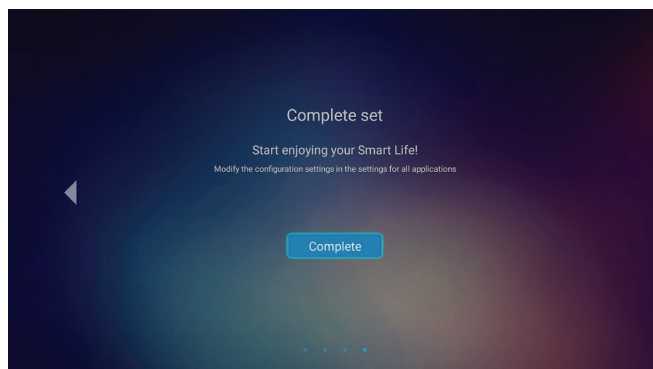 Complete set
Start enjoying your Smart Life!
Modify the configuration settings in the settings for all applications
Complete